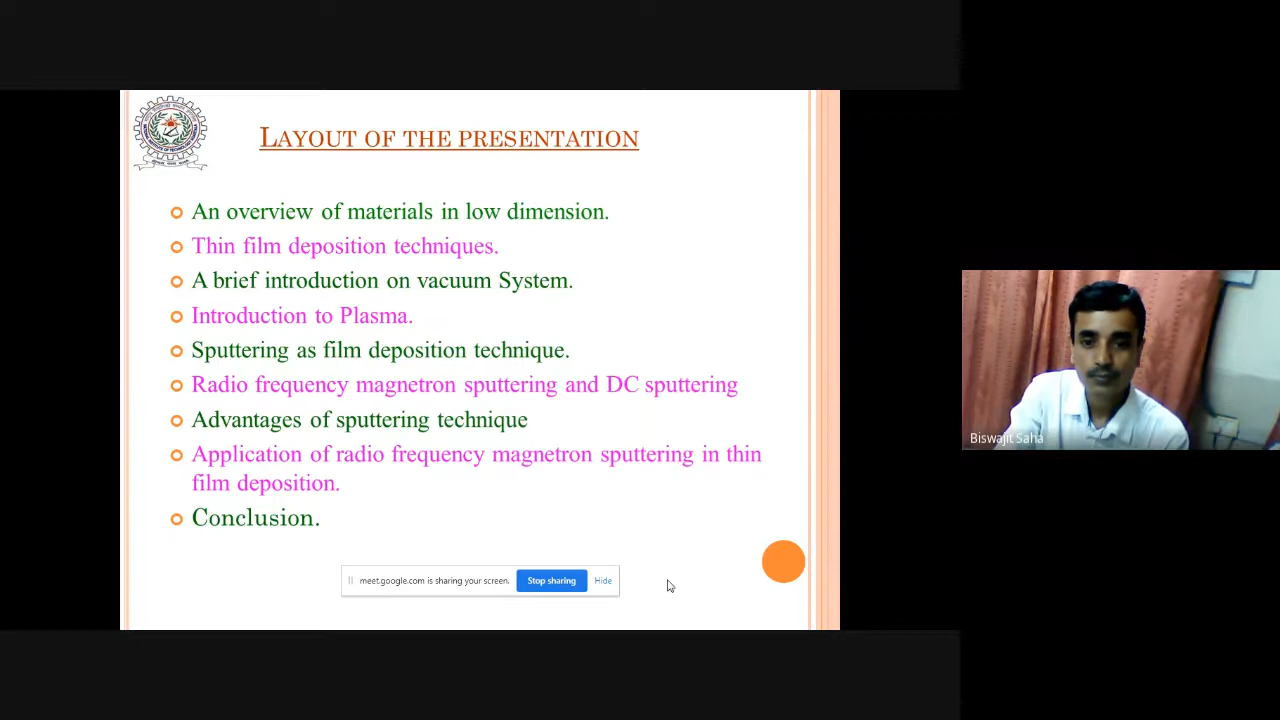 LAYOUT OF THE PRESENTATION
An overview of materials in low dimension.
Thin film deposition techniques.
A brief introduction on vacuum System.
Introduction to Plasma.
Sputtering as film deposition technique.
Radio frequency magnetron sputtering and DC sputtering
Advantages of sputtering technique
Application of radio frequency magnetron sputtering in thin
film deposition.
Conclusion.
meet.google.com is sharing your screen. Stop sharing Hide
Biswajit Saha